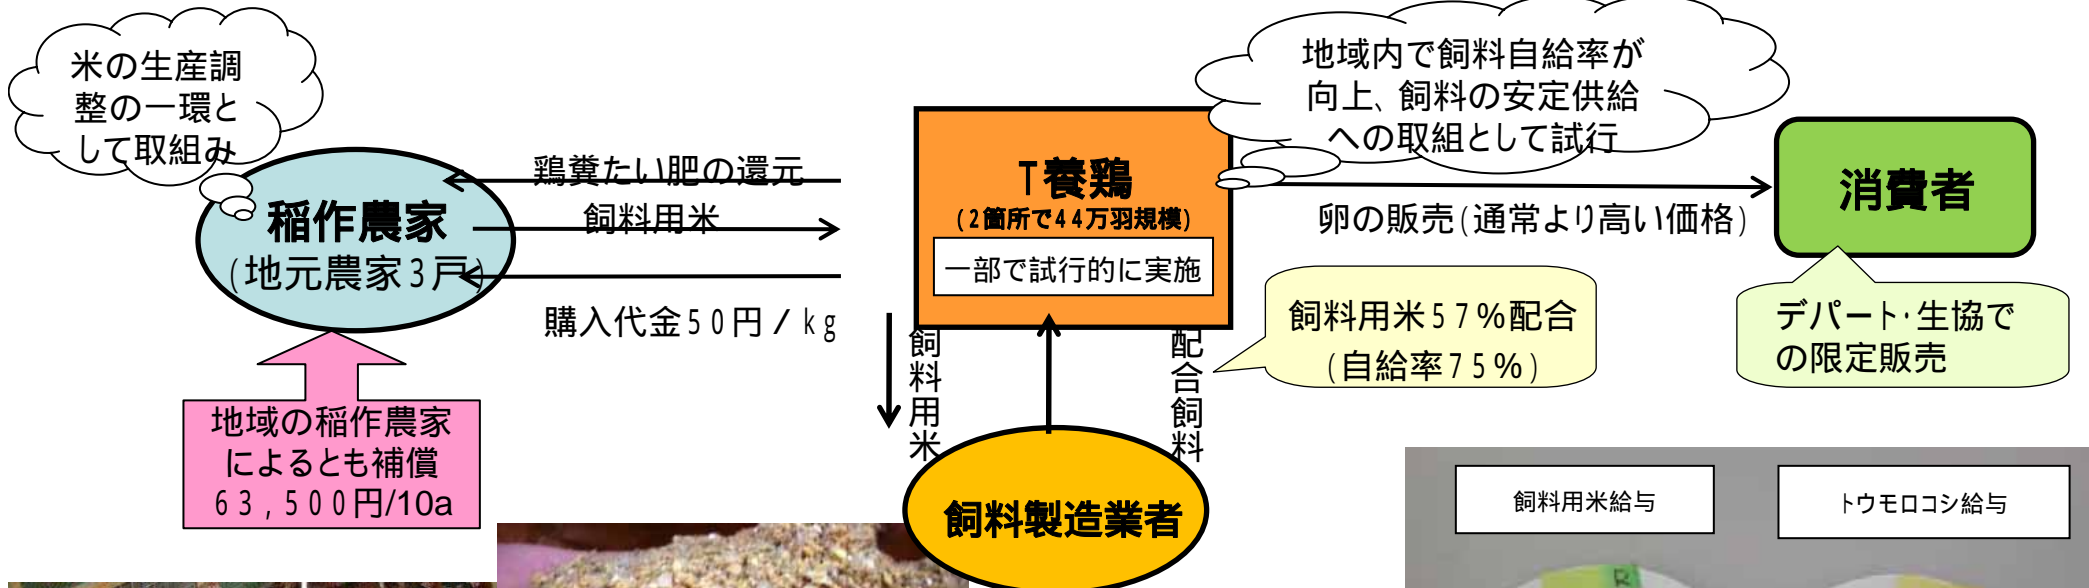 米の生産調
整の一環と
して取組み
稲作農家
(地元農家3戸)
鶏糞たい肥の還元
飼料用米
購入代金50円/kg
地域の稲作農家
によるとも補償
63,500円/10a
T養鶏
(2箇所で44万羽規模)
一部で試行的に実施
地域内で飼料自給率が
向上、飼料の安定供給
への取組として試行
消費者
卵の販売(通常より高い価格)
デパート・生協で
の限定販売
飼料用米
配合飼料
飼料用米57%配合
(自給率75%)
飼料製造業者
飼料用米給与
トウモロコシ給与
R